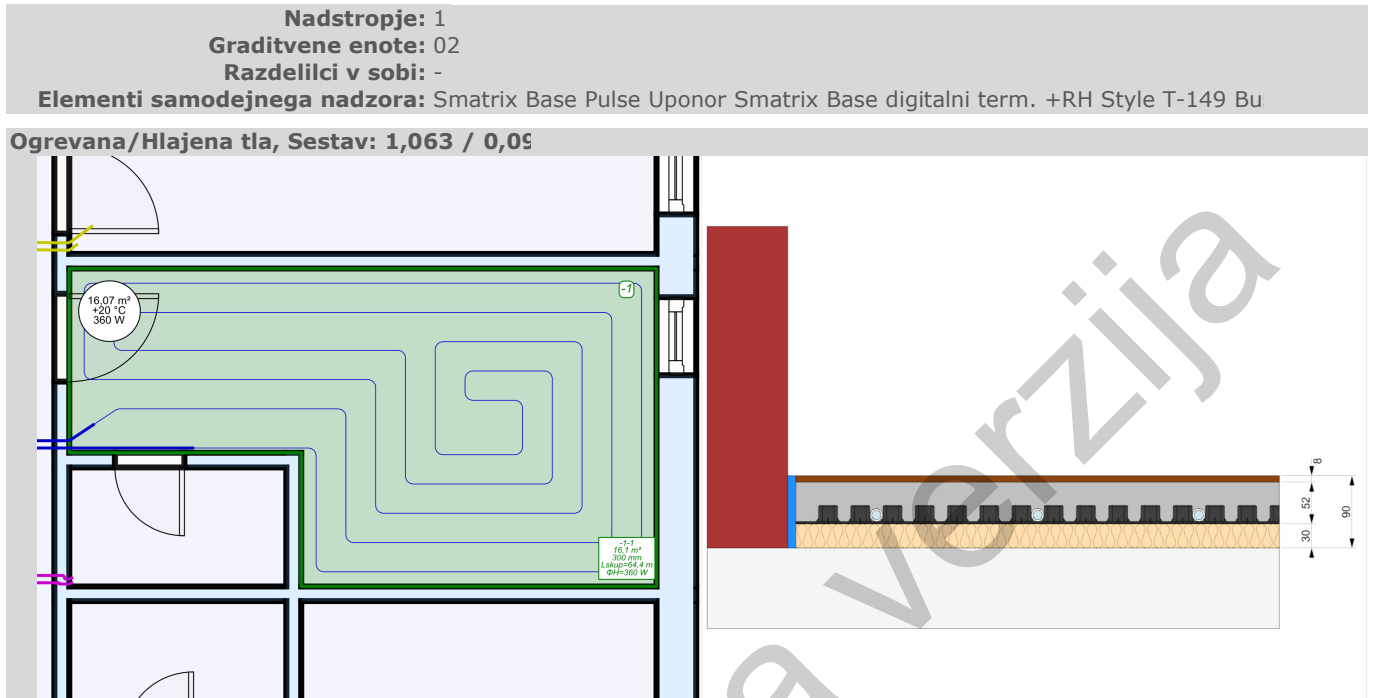 Nadstropje: 1
Graditvene enote: 02
Razdelilci v sobi: -
Elementi samodejnega nadzora: Smatrix Base Pulse Uponor Smatrix Base digitalni term. +RH Style T-149 Bu
Ogrevana/Hlajena tla, Sestav: 1,063 / 0,09
16,07 m²
+20 °C
360 W
-1
-1-1
16,1 m²
300 mm
Lskup=64,4 m
ΦH=360 W
8
52
30
90
verzija
a